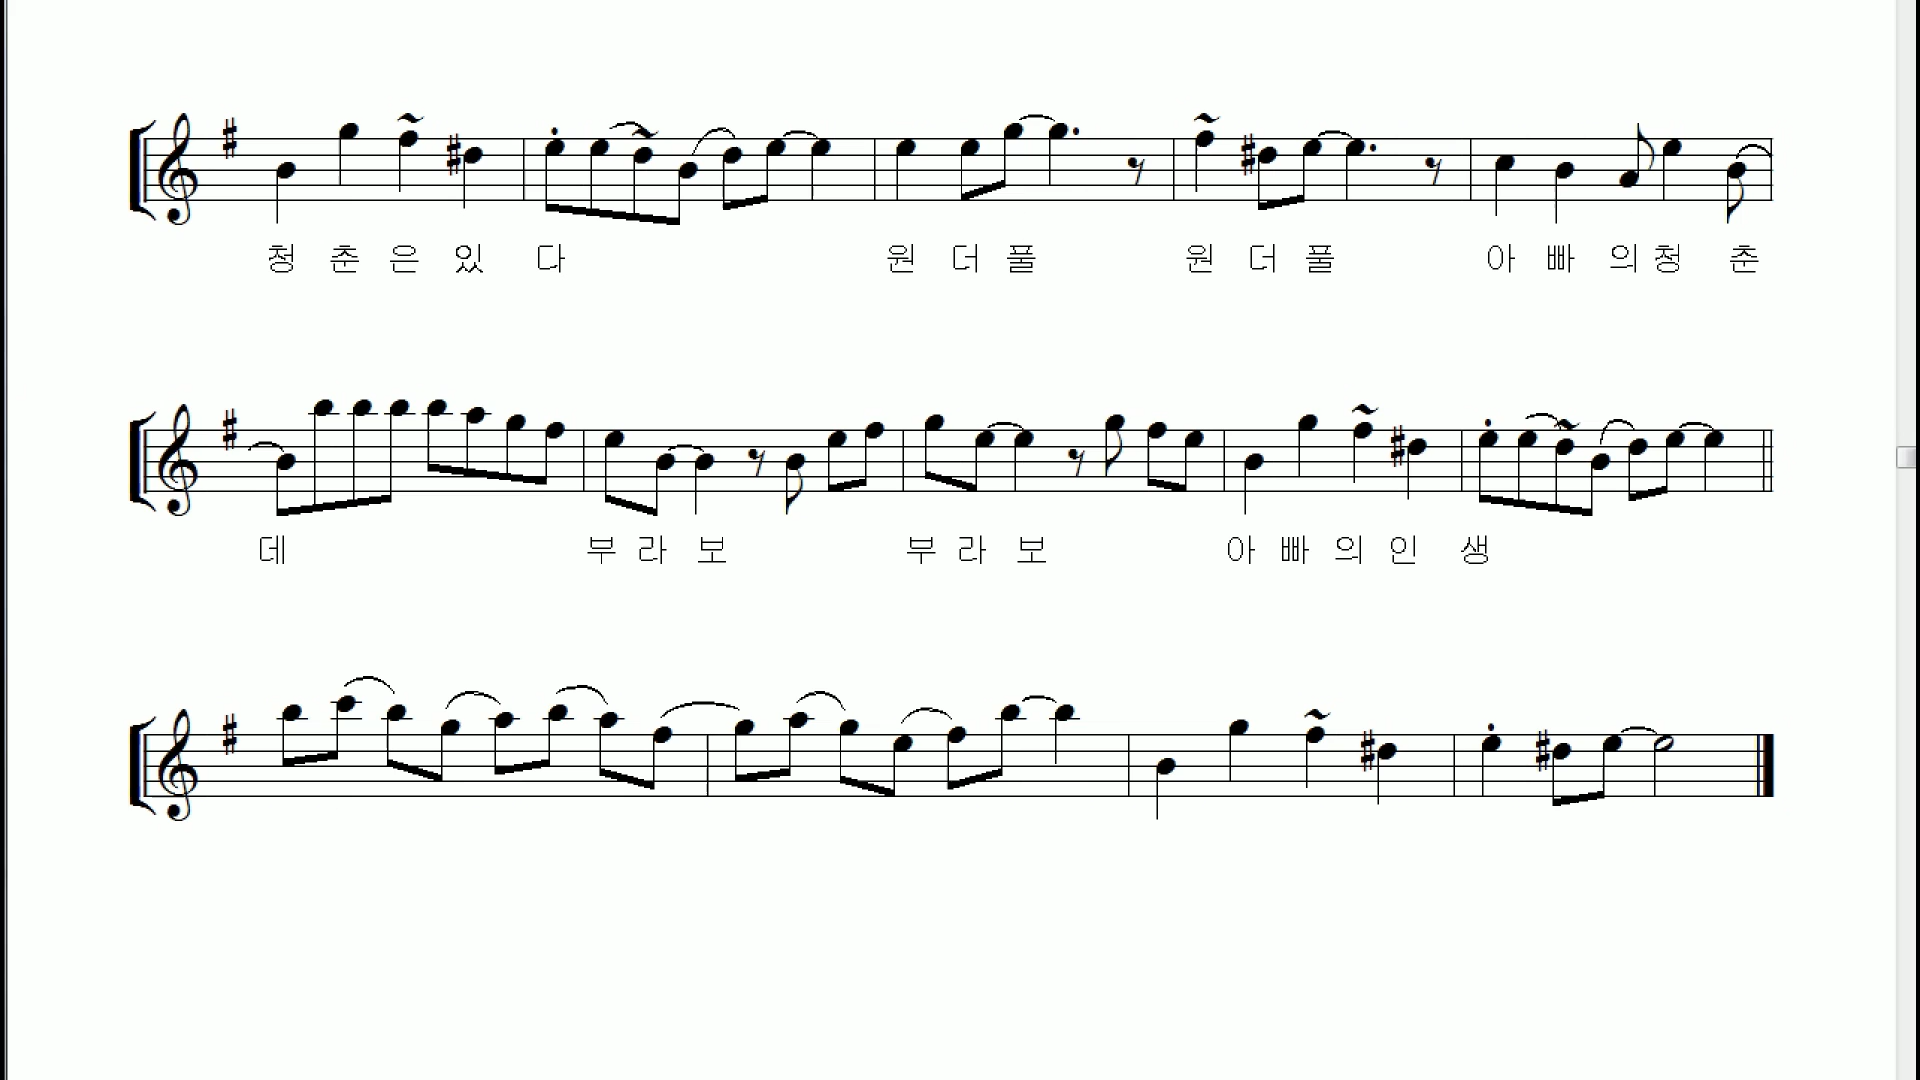 청 춘 은 있 다 원 더 풀 원 더 풀 아 빠 의 청 춘
데 부 라 보 부 라 보 아 빠 의 인 생